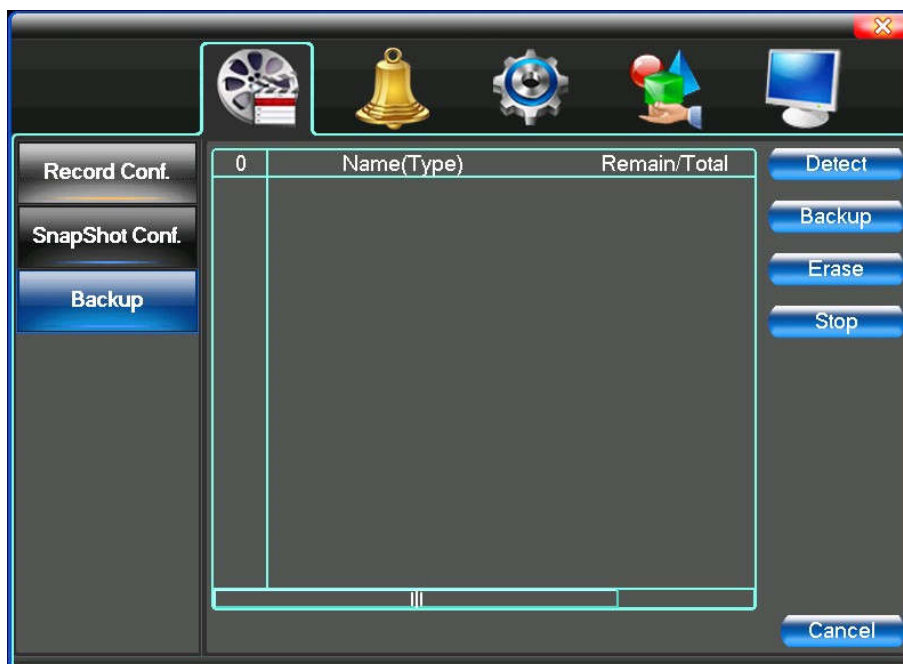 Record Conf.
SnapShot Conf.
Backup
0 Name(Type) Remain/Total
Detect
Backup
Erase
Stop
Cancel